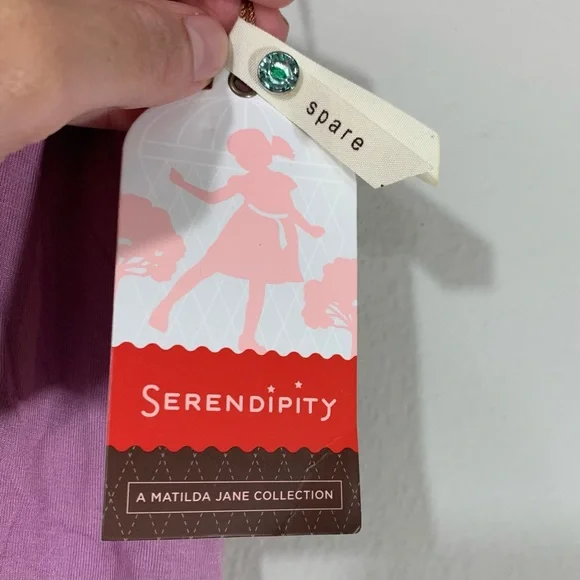 spare
SERENDIPITY
A MATILDA JANE COLLECTION